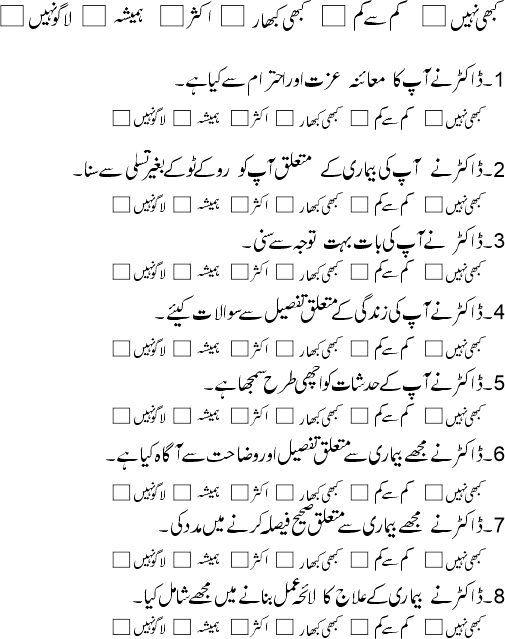 کبھی نہیں □ کم سے کم □ کبھی کبھار □ اکثر □ ہمیشہ □ لاگو نہیں □
1۔ڈاکٹر نے آپ کا معائنہ عزت اور احترام سے کیا ہے۔
کبھی نہیں □ کم سے کم □ کبھی کبھار □ اکثر □ ہمیشہ □ لاگو نہیں □
2۔ڈاکٹر نے آپ کی بیماری کے متعلق آپ کو روکے ٹوکے بغیر تسلی سے سنا۔
کبھی نہیں □ کم سے کم □ کبھی کبھار □ اکثر □ ہمیشہ □ لاگو نہیں □
3۔ڈاکٹر نے آپ کی بات بہت توجہ سے سنی۔
کبھی نہیں □ کم سے کم □ کبھی کبھار □ اکثر □ ہمیشہ □ لاگو نہیں □
4۔ڈاکٹر نے آپ کی زندگی کے متعلق تفصیل سے سوالات کیئے۔
کبھی نہیں □ کم سے کم □ کبھی کبھار □ اکثر □ ہمیشہ □ لاگو نہیں □
5۔ڈاکٹر نے آپ کے حدشات کو اچھی طرح سمجھا ہے۔
کبھی نہیں □ کم سے کم □ کبھی کبھار □ اکثر □ ہمیشہ □ لاگو نہیں □
6۔ڈاکٹر نے مجھے بیماری سے متعلق تفصیل اور وضاحت سے آگاہ کیا ہے۔
کبھی نہیں □ کم سے کم □ کبھی کبھار □ اکثر □ ہمیشہ □ لاگو نہیں □
7۔ڈاکٹر نے مجھے بیماری سے متعلق صحیح فیصلہ کرنے میں مدد کی۔
کبھی نہیں □ کم سے کم □ کبھی کبھار □ اکثر □ ہمیشہ □ لاگو نہیں □
8۔ڈاکٹر نے بیماری کے علاج کا لائحہ عمل بنانے میں مجھے شامل کیا۔
کبھی نہیں □ کم سے کم □ کبھی کبھار □ اکثر □ ہمیشہ □ لاگو نہیں □